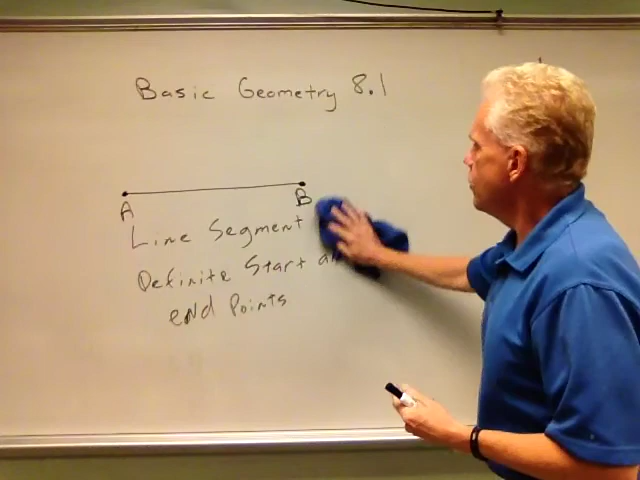 Basic Geometry 8.1
A B
Line Segment
Definite Start
end Points